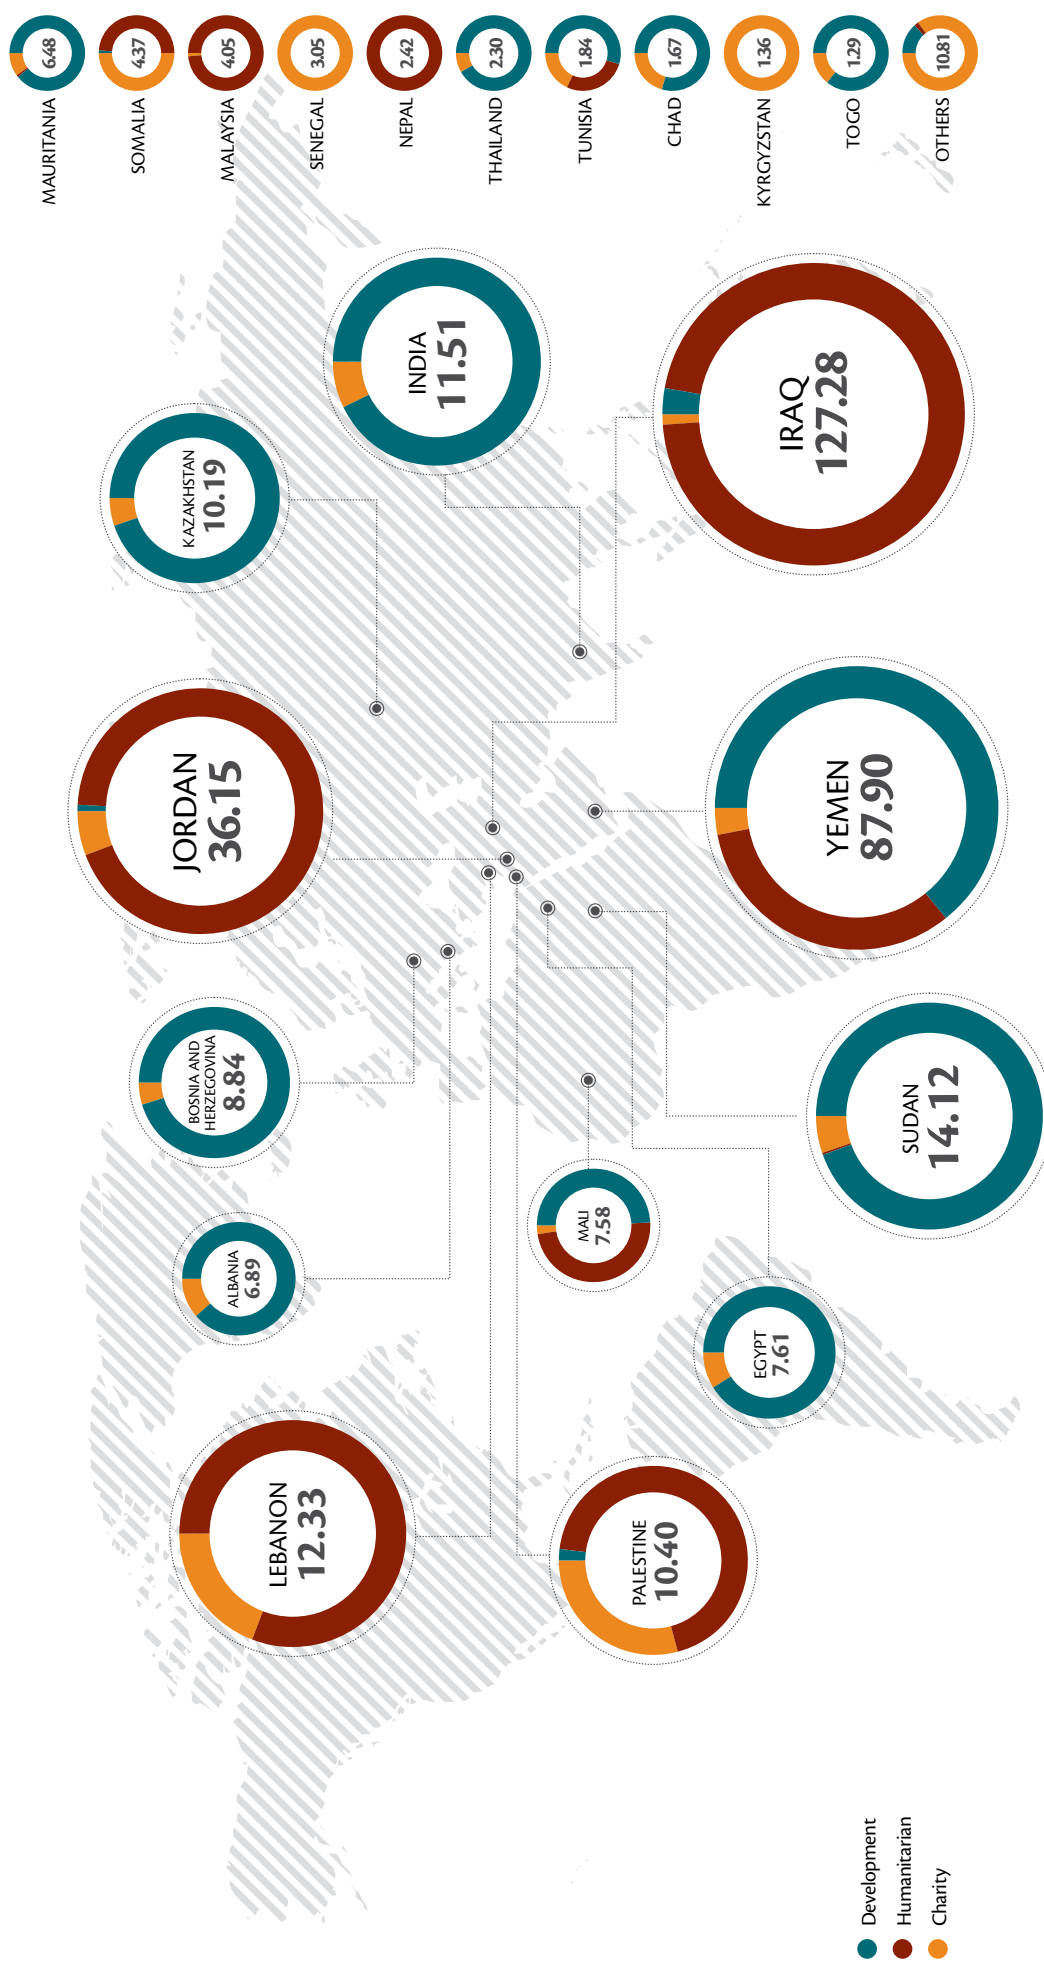 LEBANON
12.33
ALBANIA
6.89
BOSNIA AND
HERZEGOVINA
8.84
JORDAN
36.15
KAZAKHSTAN
10.19
INDIA
11.51
PALESTINE
10.40
EGYPT
7.61
MALI
7.58
SUDAN
14.12
YEMEN
87.90
IRAQ
127.28
MAURITANIA
6.48
SOMALIA
4.37
MALAYSIA
4.05
SENEGAL
3.05
NEPAL
2.42
THAILAND
2.30
TUNISIA
1.84
CHAD
1.67
KYRGYZSTAN
1.36
TOGO
1.29
OTHERS
10.81
Development
Humanitarian
Charity